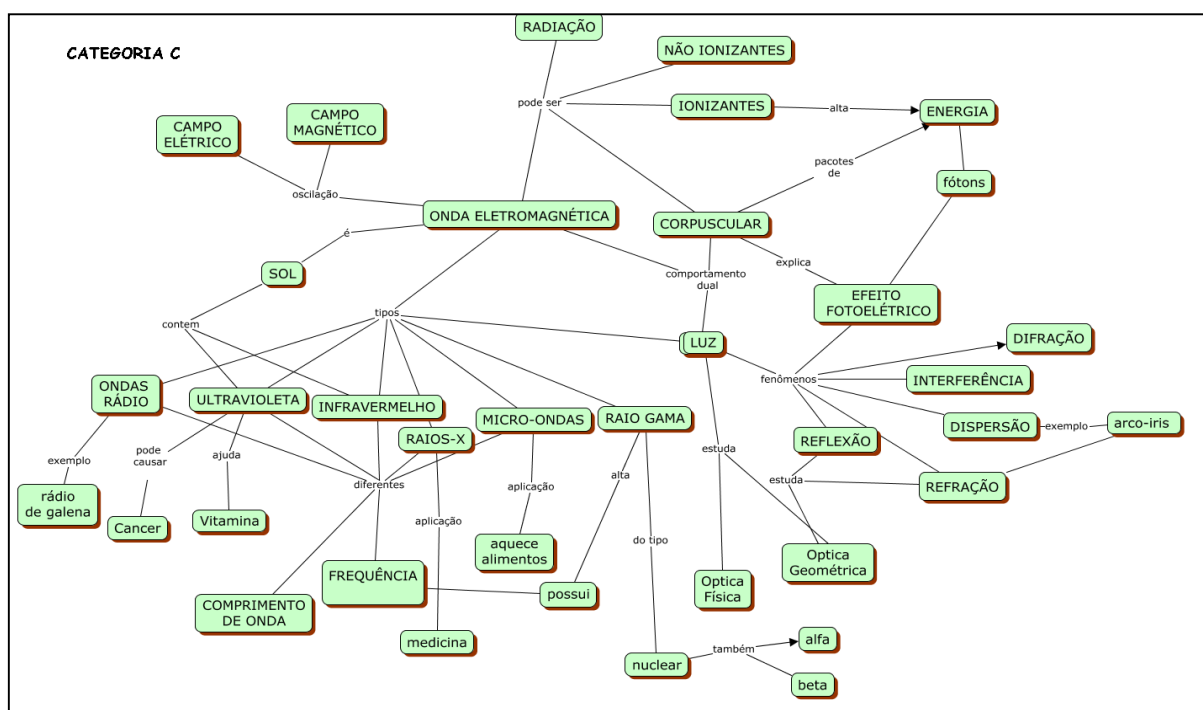 RADIAÇÃO
CATEGORIA C
NÃO IONIZANTES
pode ser
IONIZANTES
alta
ENERGIA
CAMPO
ELÉTRICO
CAMPO
MAGNÉTICO
pacotes
de
fótons
oscilação
ONDA ELETROMAGNÉTICA
CORPUSCULAR
é
explica
SOL
comportamento
dual
EFEITO
FOTOELÉTRICO
contem
tipos
LUZ
DIFRAÇÃO
fenômenos
INTERFERÊNCIA
ONDAS
RÁDIO
ULTRAVIOLETA
INFRAVERMELHO
MICRO-ONDAS
RAIO GAMA
DISPERSÃO
exemplo
arco-iris
RAIOS-X
REFLEXÃO
pode
causar
ajuda
estuda
exemplo
alta
estuda
REFRAÇÃO
diferentes
aplicação
rádio
de galena
Cancer
Vitamina
aplicação
do tipo
aquece
alimentos
Optica
Geométrica
FREQUÊNCIA
possui
Optica
Física
COMPRIMENTO
DE ONDA
medicina
nuclear
também
alfa
beta